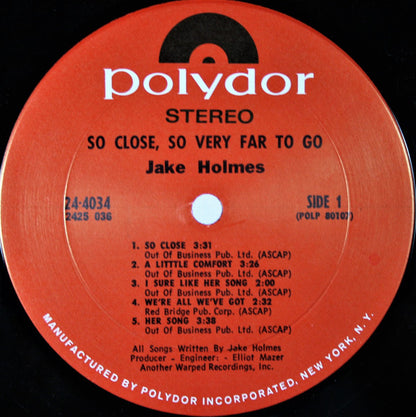 polydor
STEREO
SO CLOSE, SO VERY FAR TO GO
Jake Holmes
24-4034
2425 036
SIDE 1
(POLP 80107)
1. SO CLOSE 3:31
Out Of Business Pub. Ltd. (ASCAP)
2. A LITTTLE COMFORT 3:26
Out Of Business Pub. Ltd. (ASCAP)
3. I SURE LIKE HER SONG 2:00
Out Of Business Pub. Ltd. (ASCAP)
4. WE'RE ALL WE'VE GOT 2:32
Red Bridge Pub. Corp. (ASCAP)
5. HER SONG 3:38
Out Of Business Pub. Ltd. (ASCAP)
All Songs Written By Jake Holmes
Producer - Engineer: - Elliot Mazer
Another Warped Recordings, Inc.
MANUFACTURED BY POLYDOR INCORPORATED, NEW YORK, N.Y.